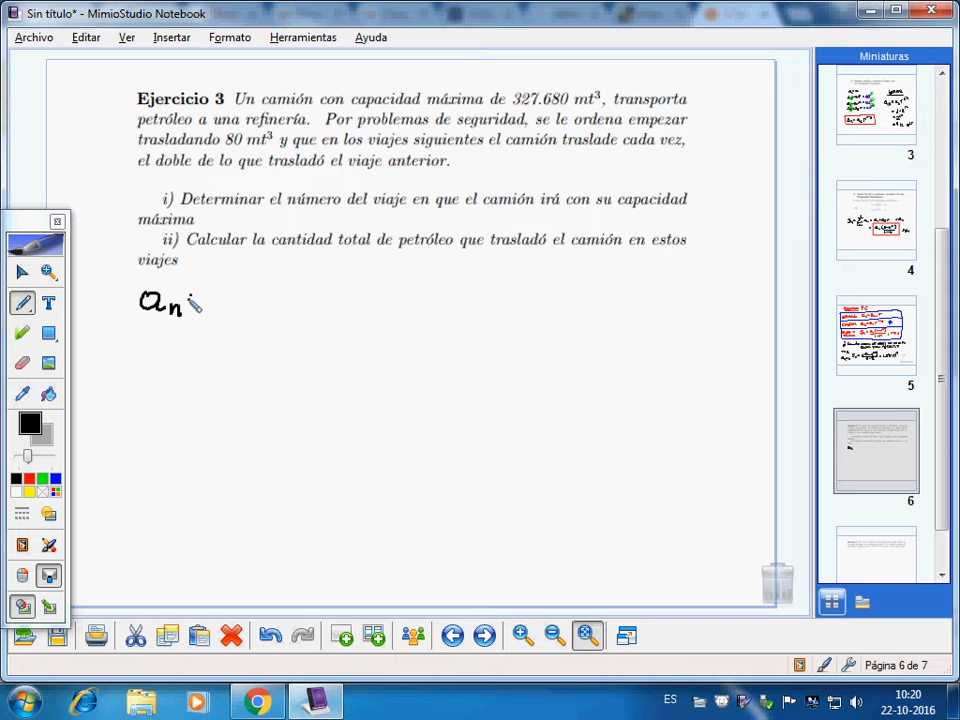 Sin título* - MimioStudio Notebook
Archivo Editar Ver Insertar Formato Herramientas Ayuda
Miniaturas
Ejercicio 3 Un camión con capacidad máxima de 327.680 mt³, transporta
petróleo a una refinería. Por problemas de seguridad, se le ordena empezar
trasladando 80 mt³ y que en los viajes siguientes el camión traslade cada vez,
el doble de lo que trasladó el viaje anterior.
i) Determinar el número del viaje en que el camión irá con su capacidad
máxima
ii) Calcular la cantidad total de petróleo que trasladó el camión en estos
viajes
an
3
4
5
6
Página 6 de 7
ES
10:20
22-10-2016